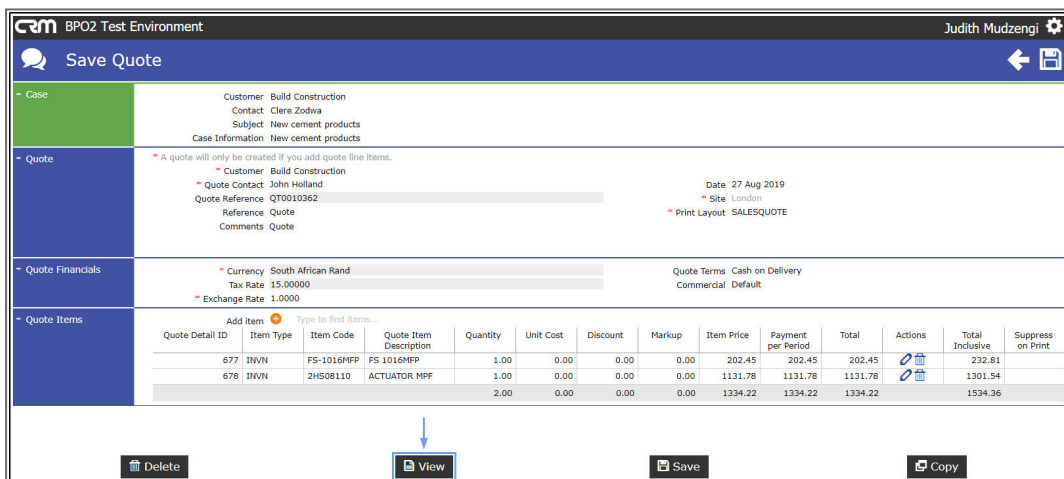 CRM BPO2 Test Environment Judith Mudzengi
Save Quote
- Case
Customer Build Construction
Contact Clere Zodwa
Subject New cement products
Case Information New cement products
- Quote
* A quote will only be created if you add quote line items.
* Customer Build Construction
* Quote Contact John Holland Date 27 Aug 2019
Quote Reference QT0010362 * Site London
Reference Quote * Print Layout SALESQUOTE
Comments Quote
- Quote Financials
* Currency South African Rand Quote Terms Cash on Delivery
Tax Rate 15.00000 Commercial Default
* Exchange Rate 1.0000
- Quote Items
Add item Type to find items...
Quote Detail ID Item Type Item Code Quote Item Description Quantity Unit Cost Discount Markup Item Price Payment per Period Total Actions Total Inclusive Suppress on Print
677 INVN FS-1016MFP FS 1016MFP 1.00 0.00 0.00 0.00 202.45 202.45 202.45 232.81
678 INVN 2HS08110 ACTUATOR MPF 1.00 0.00 0.00 0.00 1131.78 1131.78 1131.78 1301.54
2.00 0.00 0.00 0.00 1334.22 1334.22 1334.22 1534.36
Delete View Save Copy